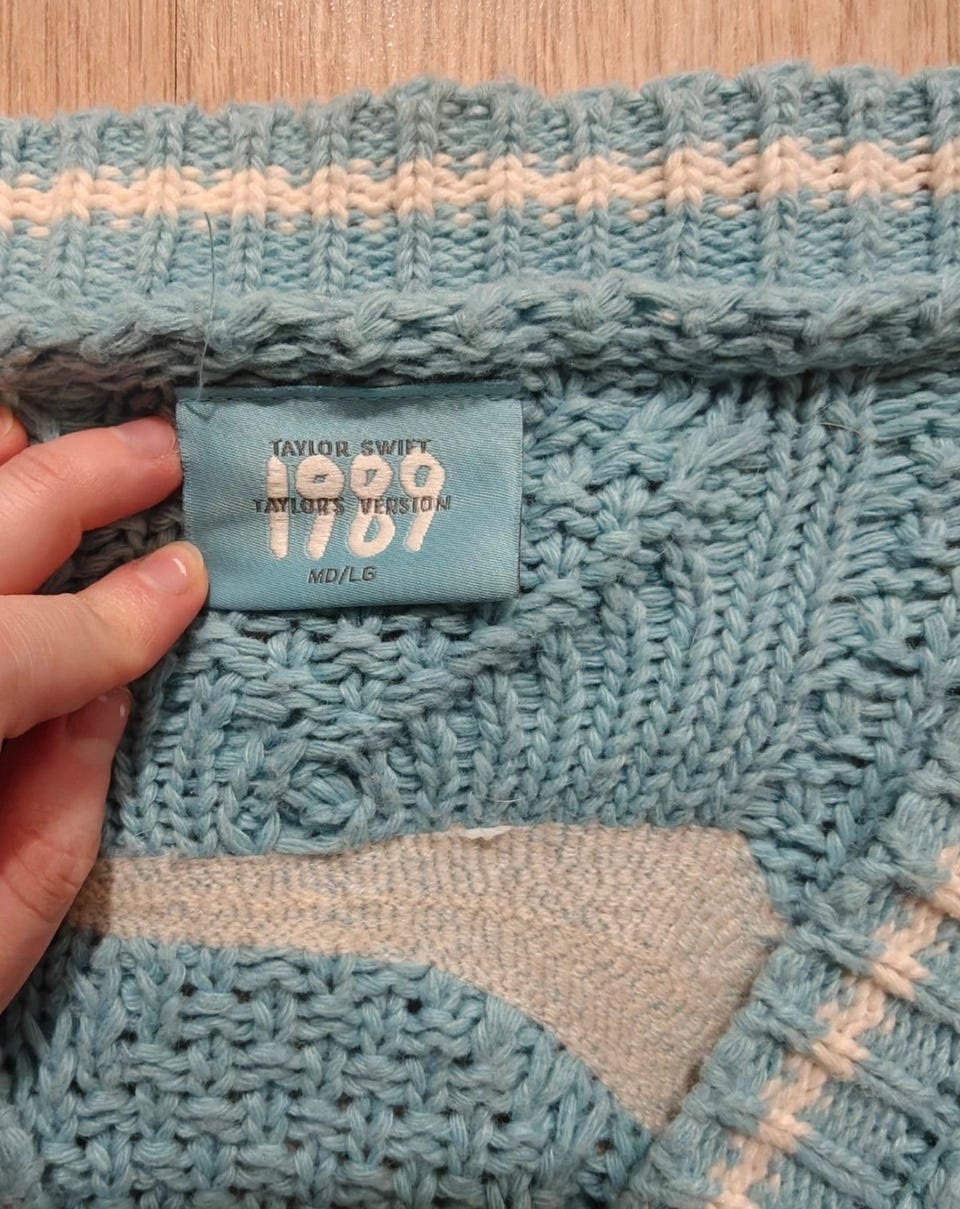 TAYLOR SWIFT
1989
TAYLOR'S VERSION
MD/LG